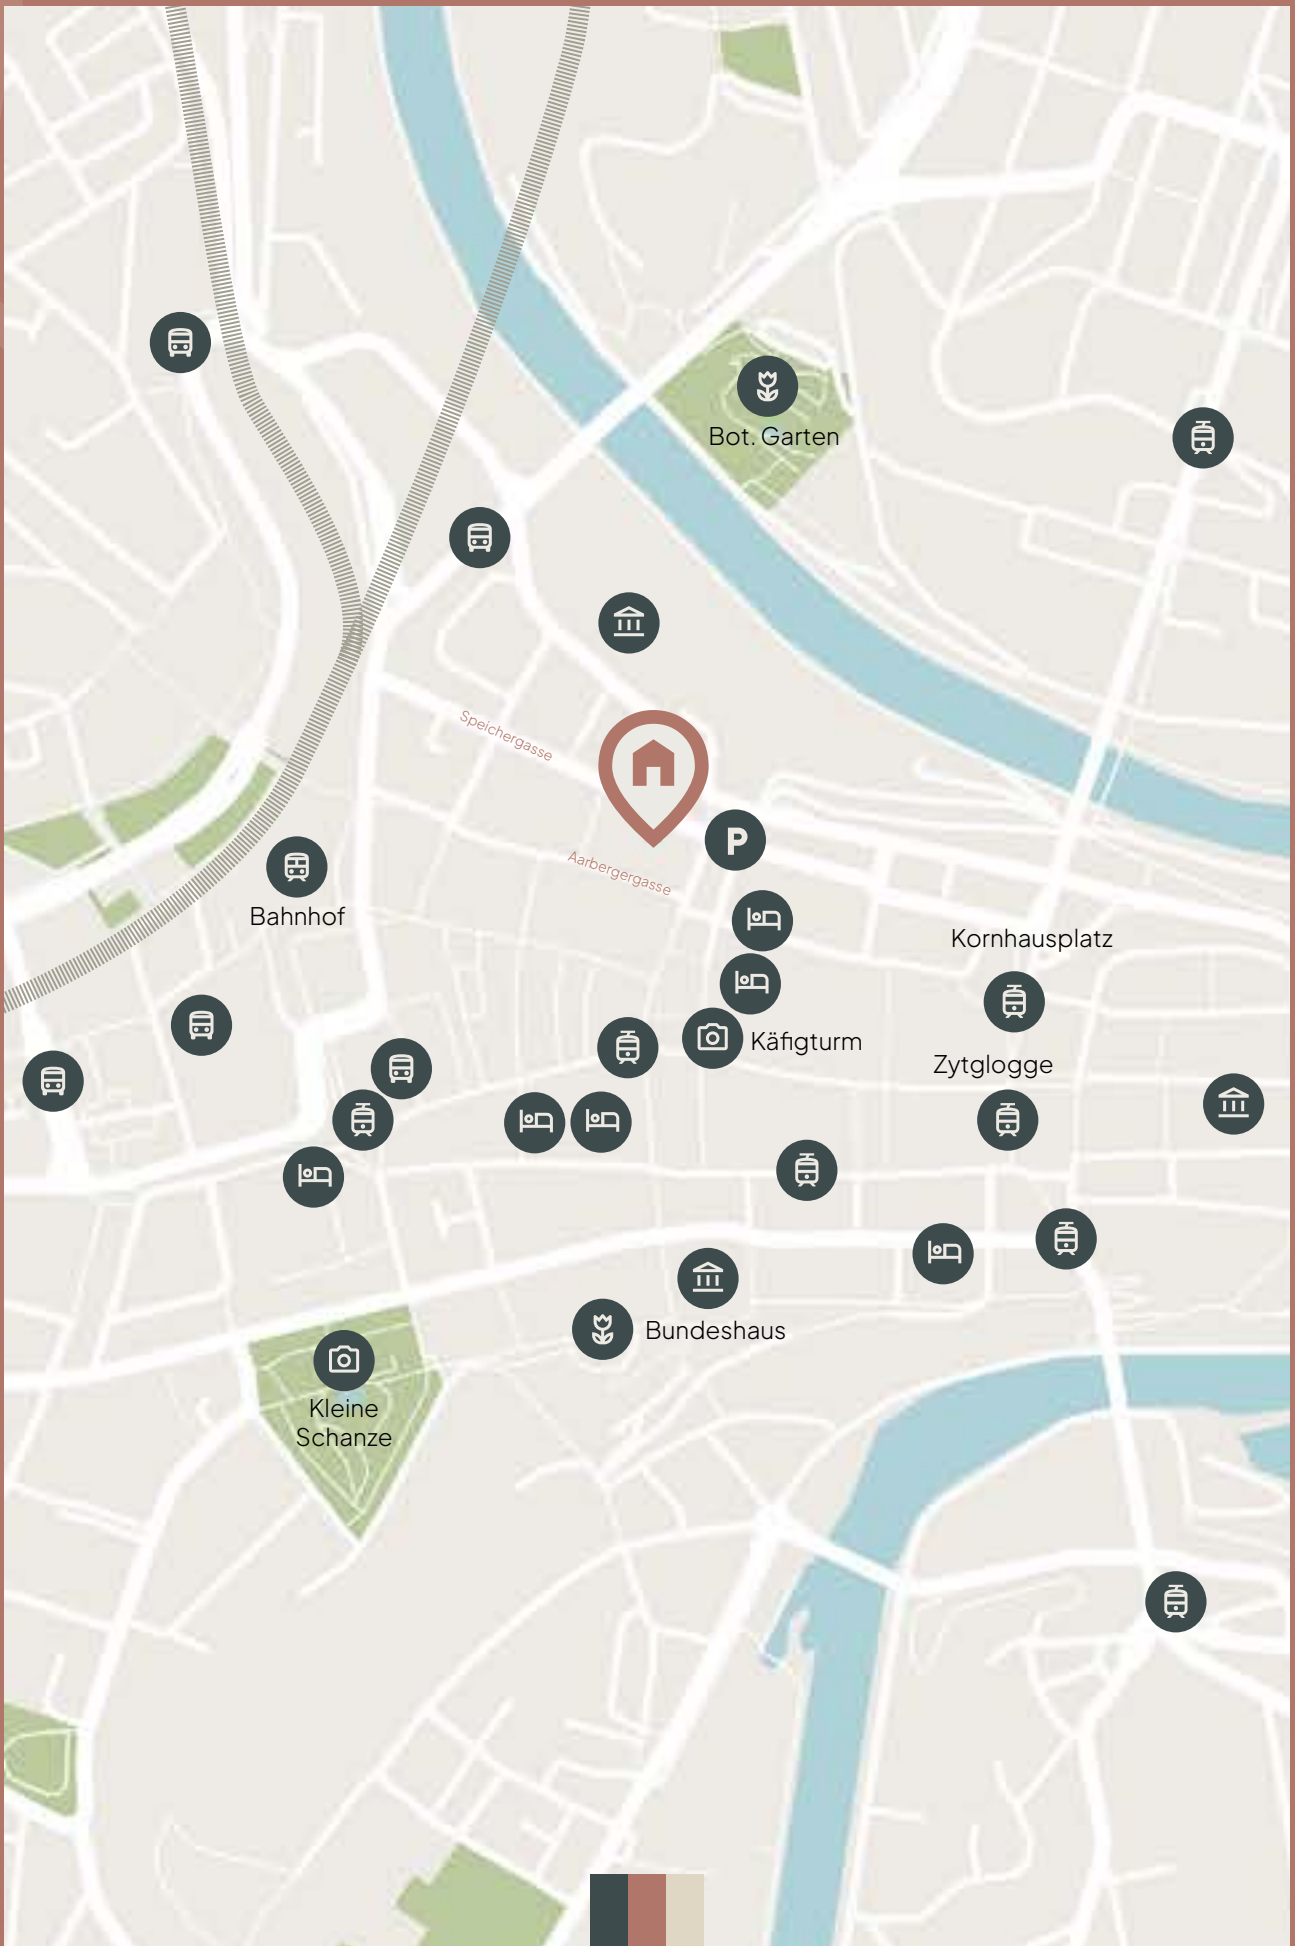 Bot. Garten
Speichergasse
P
Aarbergergasse
Bahnhof
Kornhausplatz
Käfigturm
Zytglogge
Bundeshaus
Kleine
Schanze